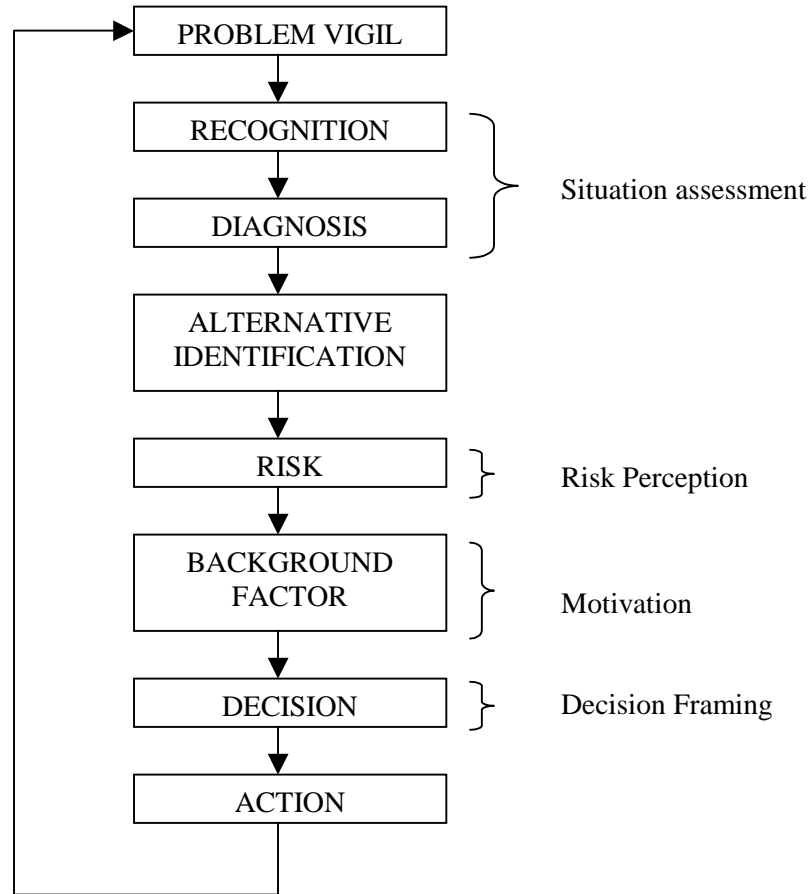 PROBLEM VIGIL
RECOGNITION
Situation assessment
DIAGNOSIS
ALTERNATIVE
IDENTIFICATION
RISK
Risk Perception
BACKGROUND
FACTOR
Motivation
DECISION
Decision Framing
ACTION